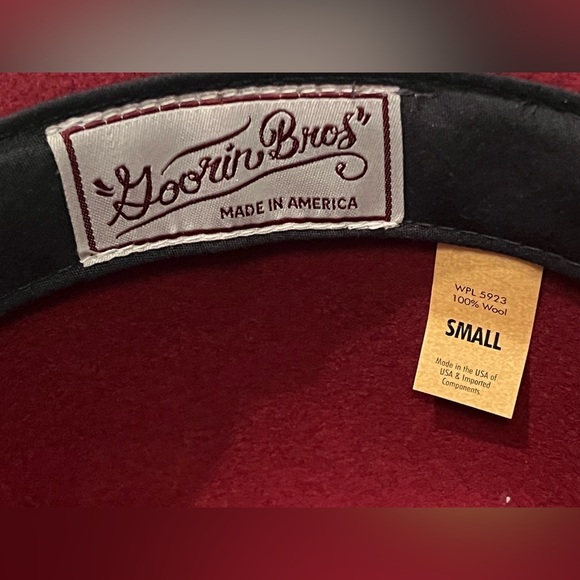 "Goorin Bros"
MADE IN AMERICA
WPL 5923
100% Wool
SMALL
Made in the USA of
USA & Imported
Components